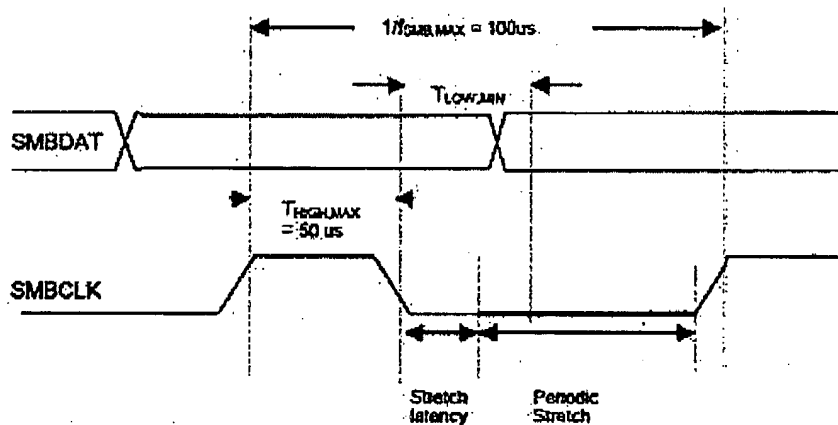 1/fSMB,MAX = 100us
TLOW,MIN
SMBDAT
THIGH,MAX
= 50 us
SMBCLK
Stretch
latency
Periodic
Stretch